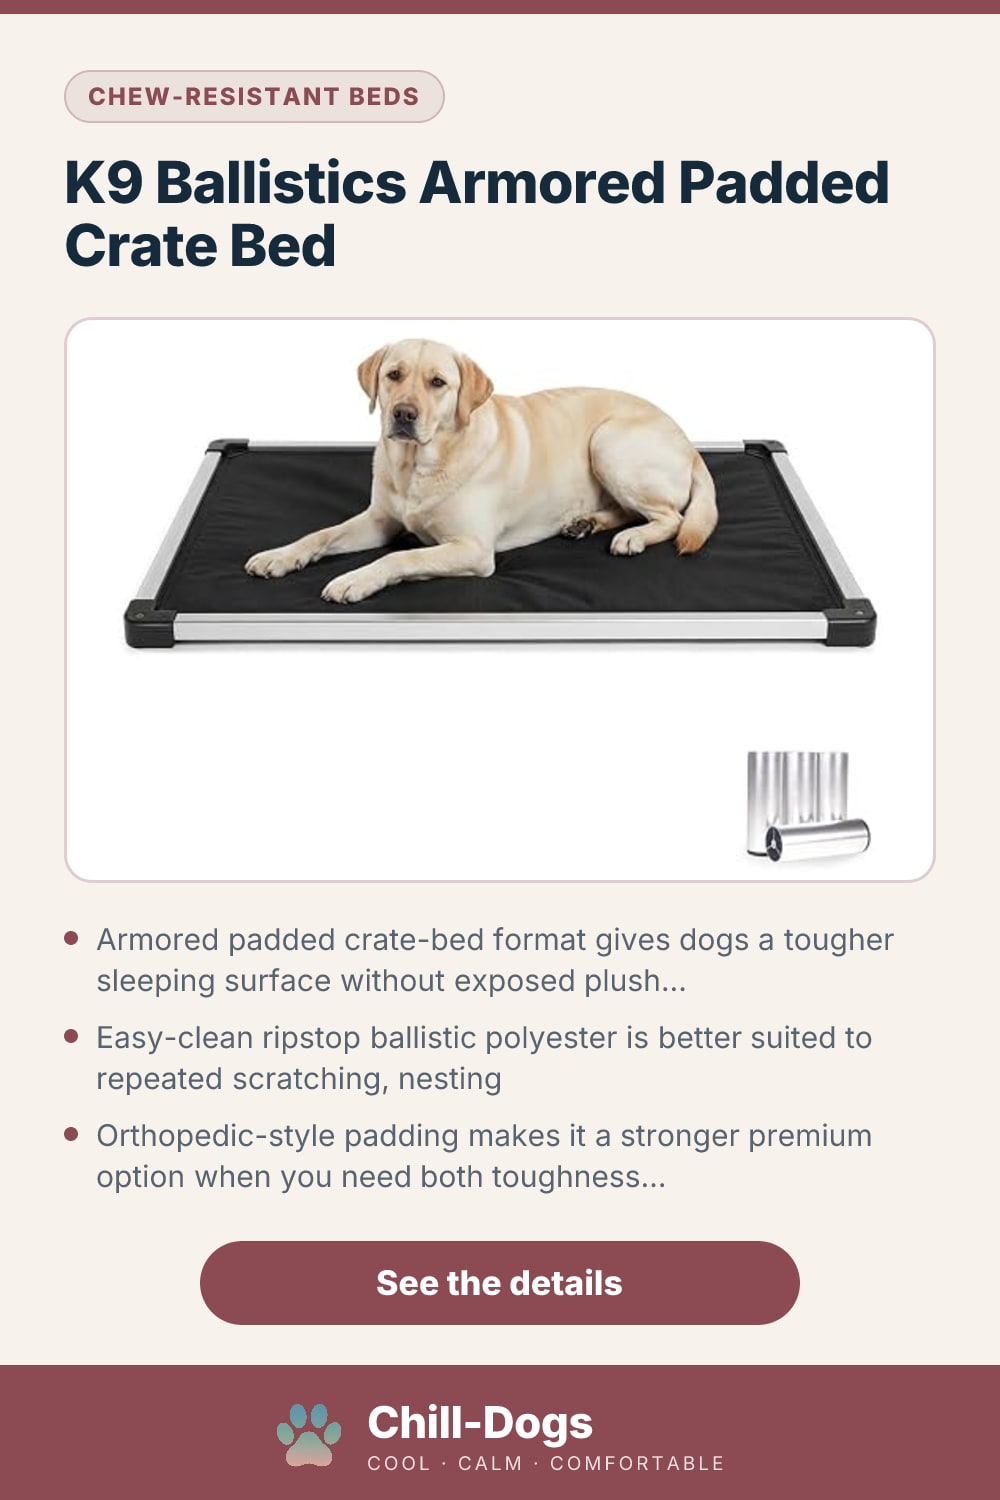 CHEW-RESISTANT BEDS
K9 Ballistics Armored Padded
Crate Bed
Armored padded crate-bed format gives dogs a tougher
sleeping surface without exposed plush...
Easy-clean ripstop ballistic polyester is better suited to
repeated scratching, nesting
Orthopedic-style padding makes it a stronger premium
option when you need both toughness...
See the details
Chill-Dogs
COOL · CALM · COMFORTABLE